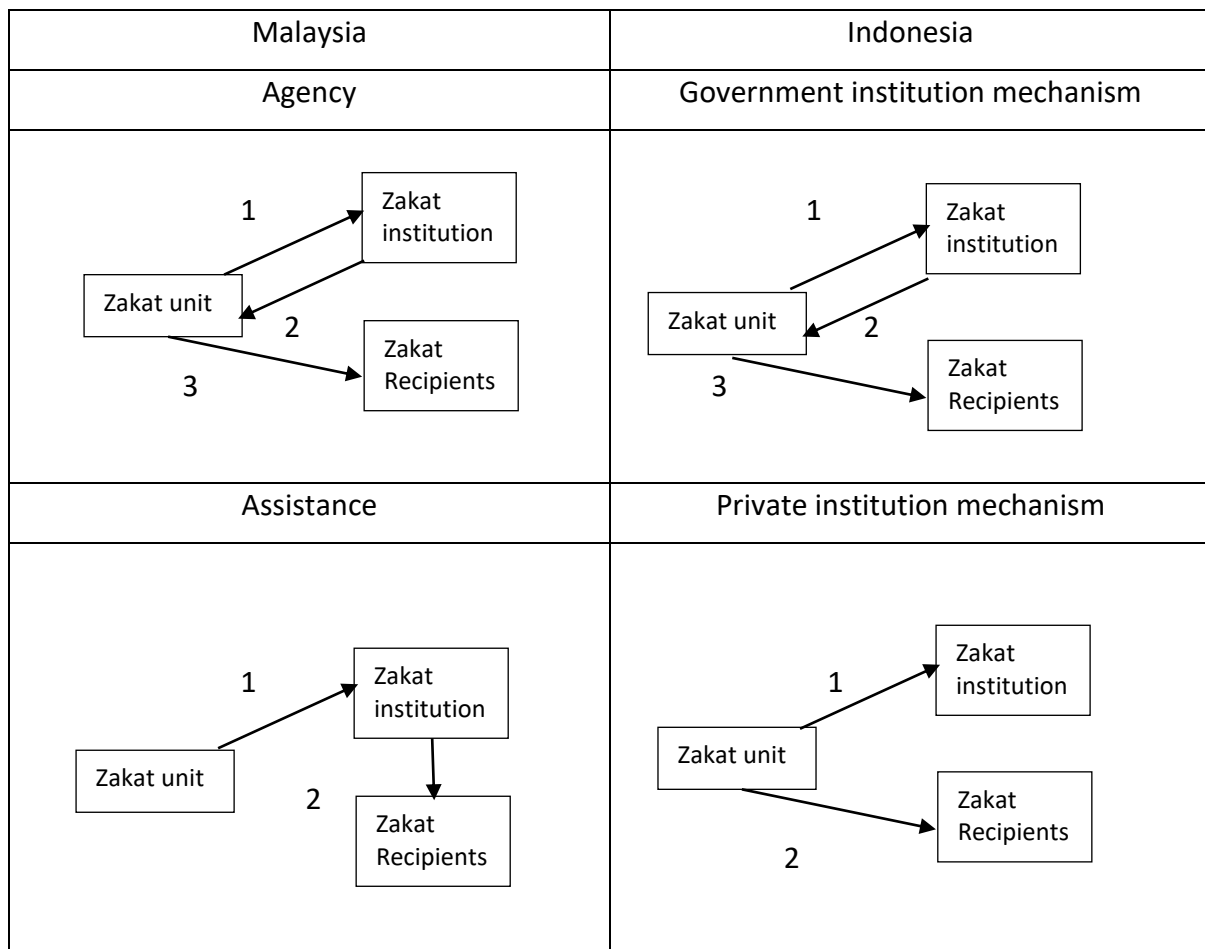 Malaysia
Indonesia
Agency
Government institution mechanism
1
Zakat
institution
Zakat unit
2
Zakat
Recipients
3
1
Zakat
institution
Zakat unit
2
Zakat
Recipients
3
Assistance
Private institution mechanism
1
Zakat
institution
Zakat unit
2
Zakat
Recipients
1
Zakat
institution
Zakat unit
Zakat
Recipients
2